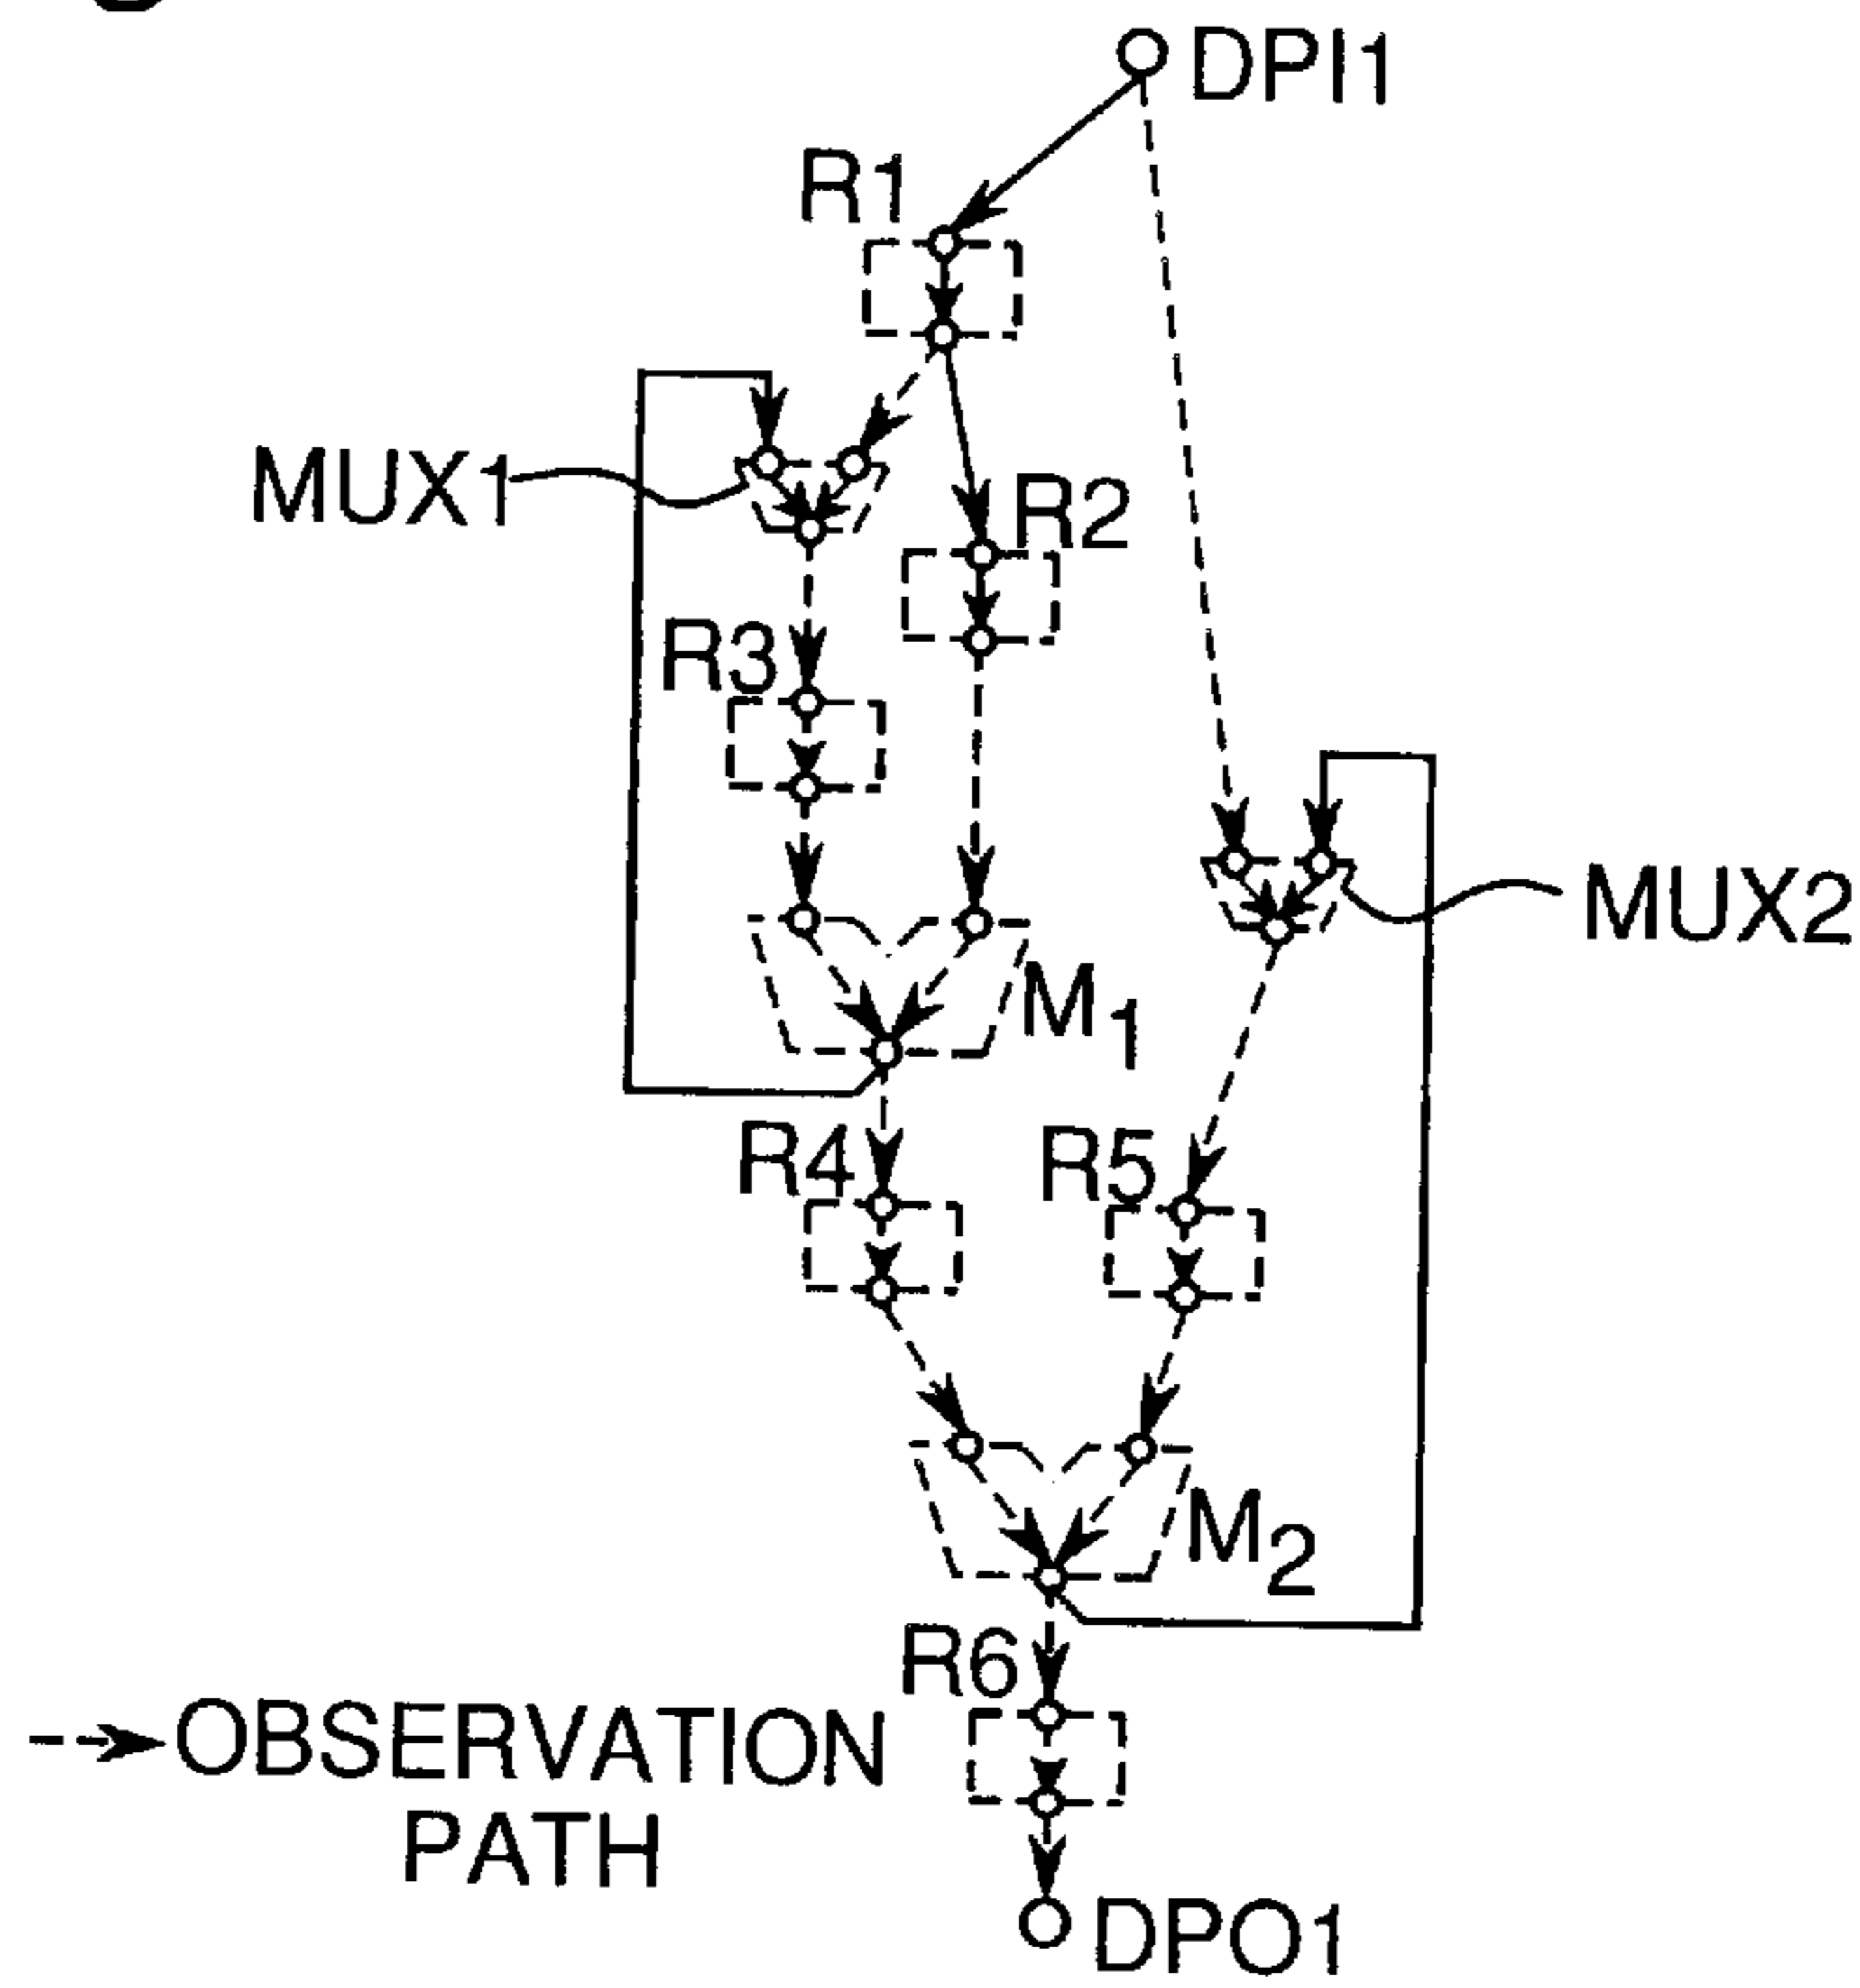 DPI1
R1
MUX1
R2
R3
MUX2
M1
R4
R5
M2
R6
OBSERVATION
PATH
DPO1